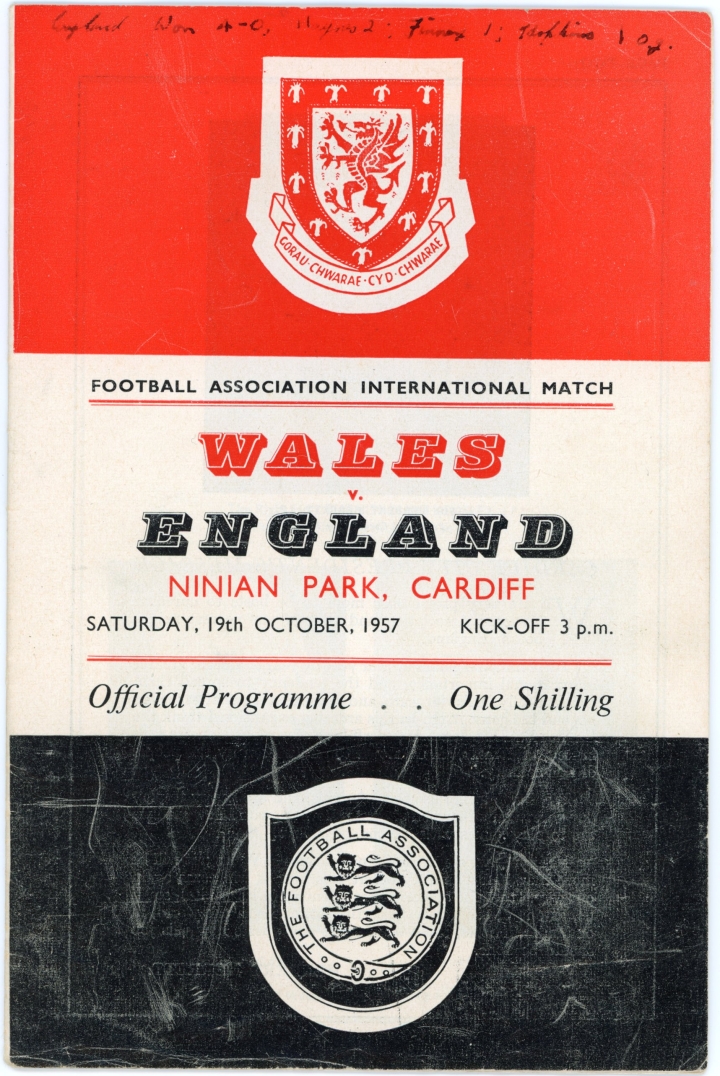 England Won 4-0, Haynes 2; Finney 1; Hopkins 1 og.
GORAU·CHWARAE·CYD·CHWARAE
FOOTBALL ASSOCIATION INTERNATIONAL MATCH
WALES
v.
ENGLAND
NINIAN PARK, CARDIFF
SATURDAY, 19th OCTOBER, 1957 KICK-OFF 3 p.m.
Official Programme . . One Shilling
THE FOOTBALL ASSOCIATION